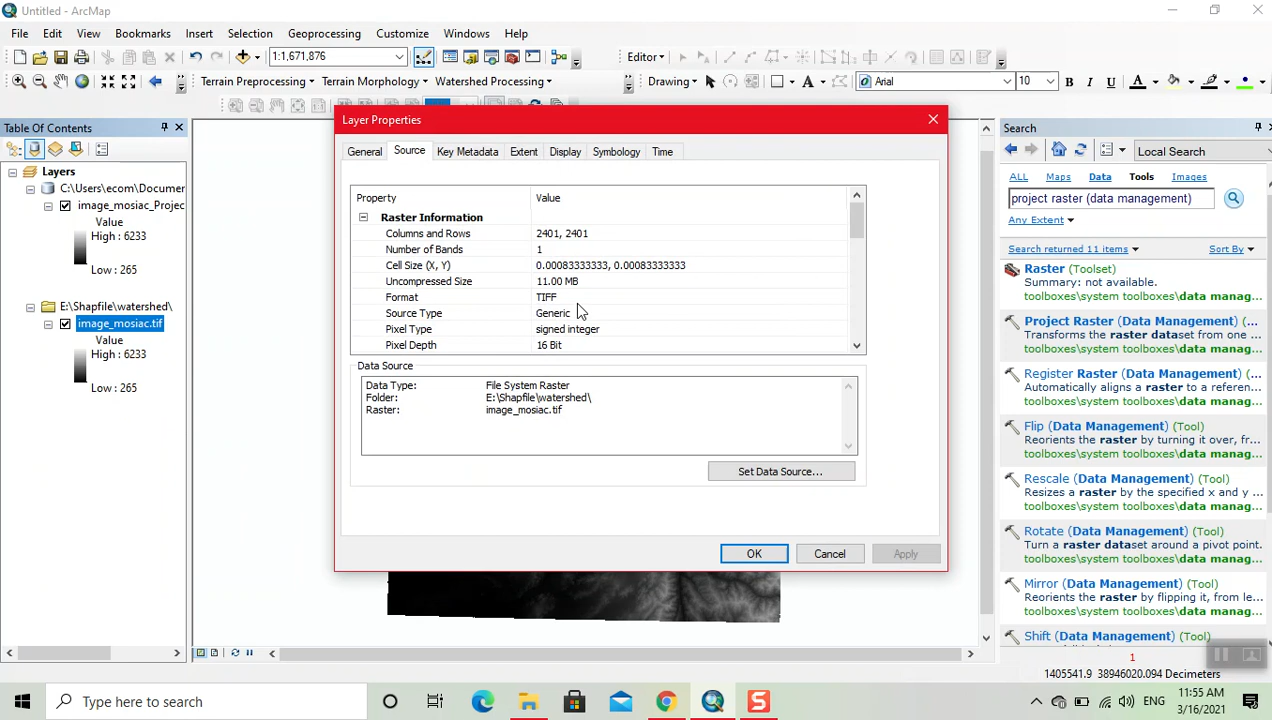 Untitled - ArcMap
File Edit View Bookmarks Insert Selection Geoprocessing Customize Windows Help
1:1,671,876 Editor
Terrain Preprocessing Terrain Morphology Watershed Processing Drawing Arial 10 B I U A
Table Of Contents
Layers
C:\Users\ecom\Documer
image_mosiac_Projec
Value
High : 6233
Low : 265
E:\Shapfile\watershed\
image_mosiac.tif
Value
High : 6233
Low : 265
Layer Properties
General Source Key Metadata Extent Display Symbology Time
Property Value
Raster Information
Columns and Rows 2401, 2401
Number of Bands 1
Cell Size (X, Y) 0.00083333333, 0.00083333333
Uncompressed Size 11.00 MB
Format TIFF
Source Type Generic
Pixel Type signed integer
Pixel Depth 16 Bit
Data Source
Data Type: File System Raster
Folder: E:\Shapfile\watershed\
Raster: image_mosiac.tif
Set Data Source...
OK Cancel Apply
Search
Local Search
ALL Maps Data Tools Images
project raster (data management)
Any Extent
Search returned 11 items Sort By
Raster (Toolset)
Summary: not available.
toolboxes\system toolboxes\data manag...
Project Raster (Data Management)
Transforms the raster dataset from one ...
toolboxes\system toolboxes\data manag...
Register Raster (Data Management)
Automatically aligns a raster to a referen...
toolboxes\system toolboxes\data manag...
Flip (Data Management) (Tool)
Reorients the raster by turning it over, fr...
toolboxes\system toolboxes\data manag...
Rescale (Data Management) (Tool)
Resizes a raster by the specified x and y ...
toolboxes\system toolboxes\data manag...
Rotate (Data Management) (Tool)
Turn a raster dataset around a pivot point.
toolboxes\system toolboxes\data manag...
Mirror (Data Management) (Tool)
Reorients the raster by flipping it, from le...
toolboxes\system toolboxes\data manag...
Shift (Data Management) (Tool)
1
1405541.9 38946020.094 Decimeters
Type here to search
11:55 AM
3/16/2021